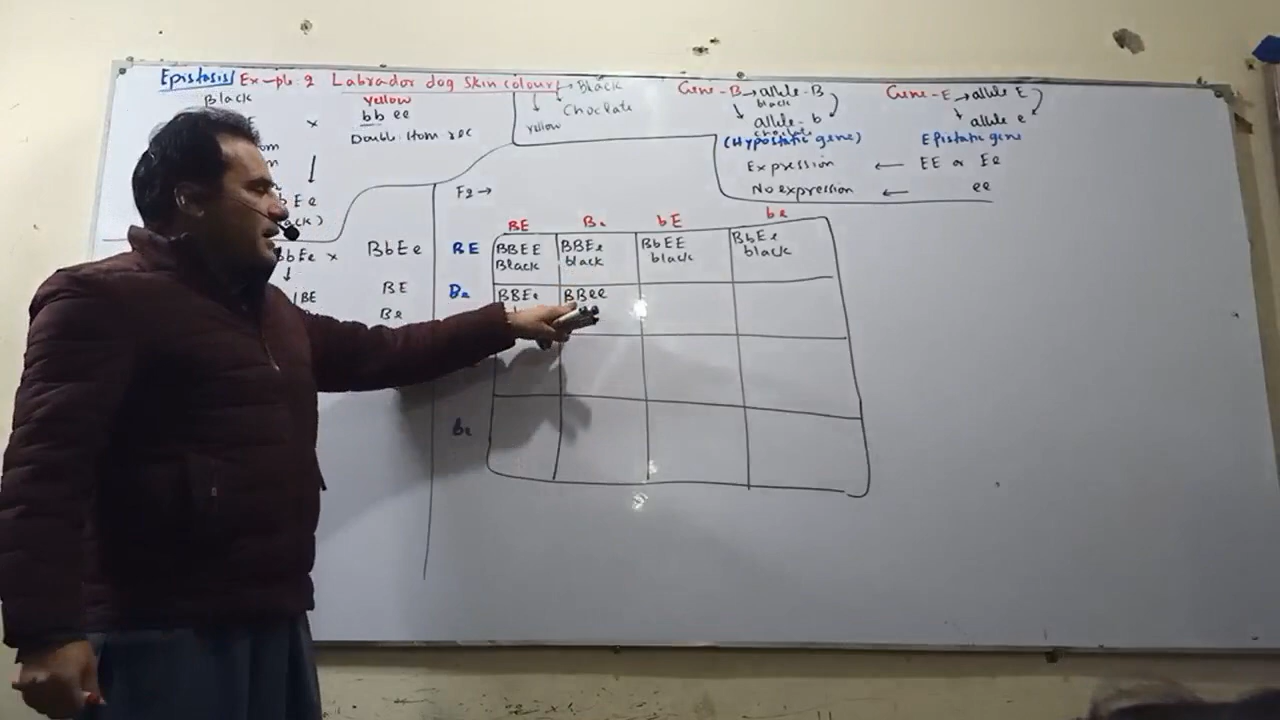 Epistasis/ Ex-ple 2 Labrador dog Skin colour → Black
Choclate
yellow
Black
yellow
x bb ee
Double. Hom rec
bEe
BbEe x BbEe
BE BE
Be
Gene-B → allele-B
black
allele-b
choclate
(Hypostatic gene)
Gene-E → allele E
allele e
Epistatic gene
Expression ← EE or Ee
No expression ← ee
F2 →
BE Be bE be
BE BBEE BBEe BbEE BbEe
Black black black black
Be BBEe BBee
be